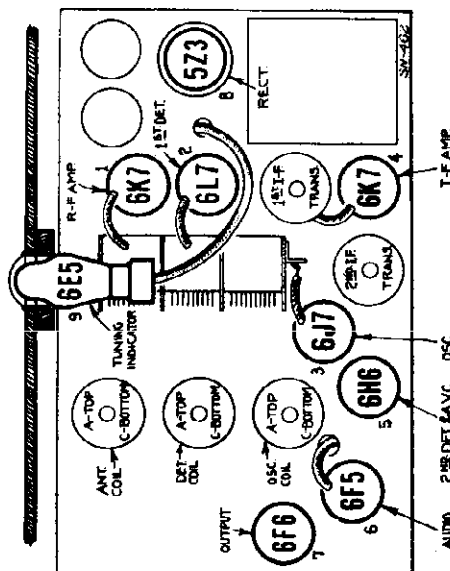 6E5
9
TUNING
INDICATOR
R-F AMP.
1
6K7
1ST DET.
2
6L7
5Z3
8
RECT.
SN-462
1ST I-F.
TRANS.
6K7
4
I-F AMP.
2ND I.F.
TRANS.
6J7
3
OSC.
6H6
5
2ND DET. & A.V.C.
6F5
6
AUDIO
OUTPUT
6F6
7
A-TOP
C-BOTTOM
ANT.
COIL
A-TOP
C-BOTTOM
DET.
COIL
A-TOP
C-BOTTOM
OSC.
COIL